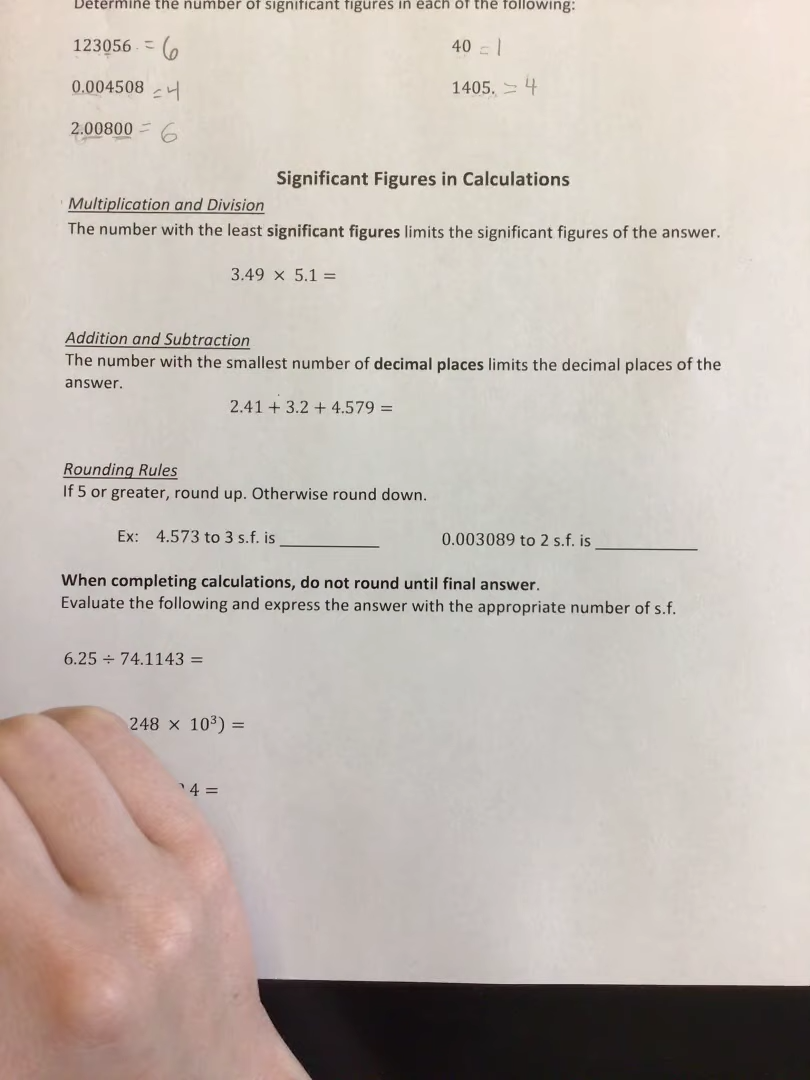 Determine the number of significant figures in each of the following:
123056 = 6 40 = 1
0.004508 = 4 1405. = 4
2.00800 = 6
Significant Figures in Calculations
Multiplication and Division
The number with the least significant figures limits the significant figures of the answer.
3.49 × 5.1 =
Addition and Subtraction
The number with the smallest number of decimal places limits the decimal places of the
answer.
2.41 + 3.2 + 4.579 =
Rounding Rules
If 5 or greater, round up. Otherwise round down.
Ex: 4.573 to 3 s.f. is __________ 0.003089 to 2 s.f. is __________
When completing calculations, do not round until final answer.
Evaluate the following and express the answer with the appropriate number of s.f.
6.25 ÷ 74.1143 =
248 × 10³) =
4 =